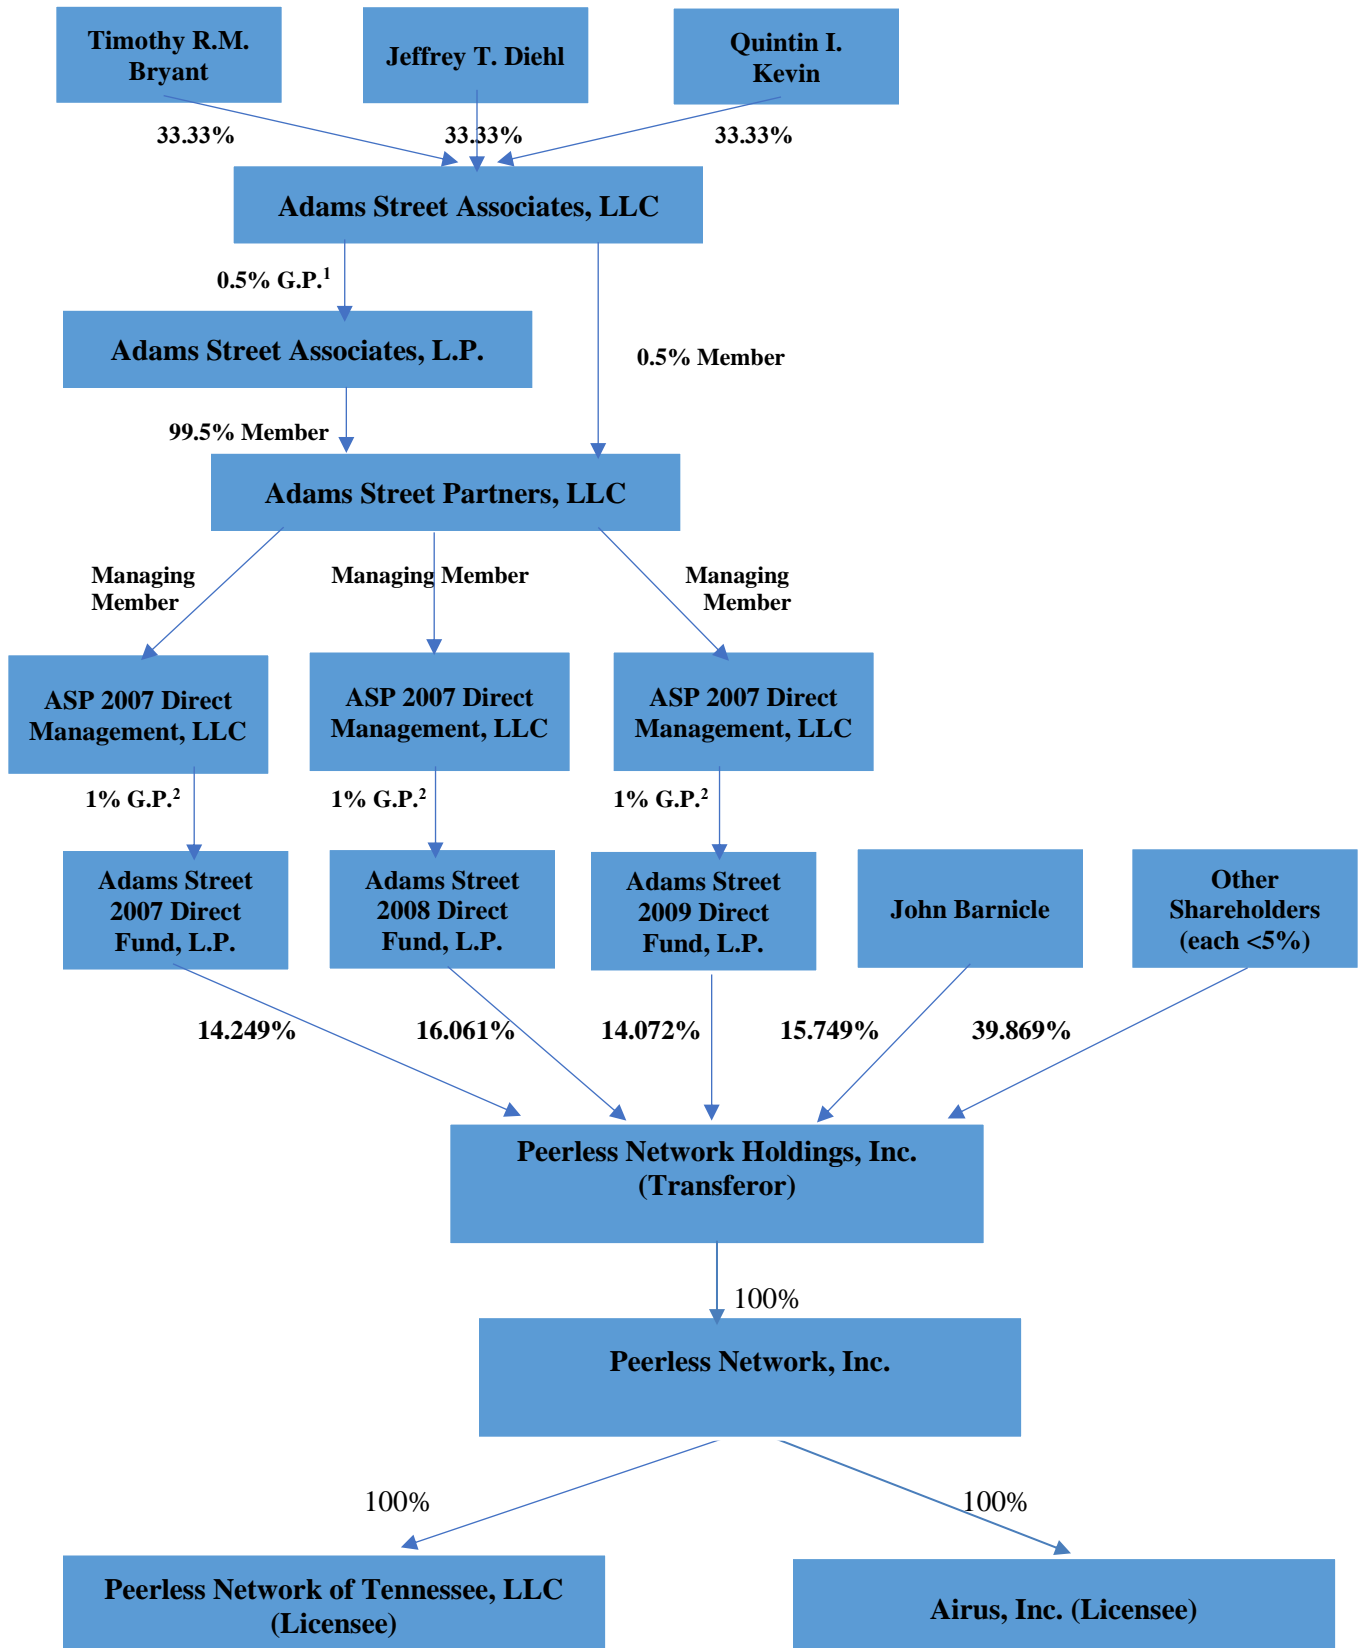 Timothy R.M.
Bryant
Jeffrey T. Diehl
Quintin I.
Kevin
33.33%
33.33%
33.33%
Adams Street Associates, LLC
0.5% G.P.1
Adams Street Associates, L.P.
0.5% Member
99.5% Member
Adams Street Partners, LLC
Managing
Member
Managing Member
Managing
Member
ASP 2007 Direct
Management, LLC
ASP 2007 Direct
Management, LLC
ASP 2007 Direct
Management, LLC
1% G.P.2
1% G.P.2
1% G.P.2
Adams Street
2007 Direct
Fund, L.P.
Adams Street
2008 Direct
Fund, L.P.
Adams Street
2009 Direct
Fund, L.P.
John Barnicle
Other
Shareholders
(each <5%)
14.249%
16.061%
14.072%
15.749%
39.869%
Peerless Network Holdings, Inc.
(Transferor)
100%
Peerless Network, Inc.
100%
100%
Peerless Network of Tennessee, LLC
(Licensee)
Airus, Inc. (Licensee)